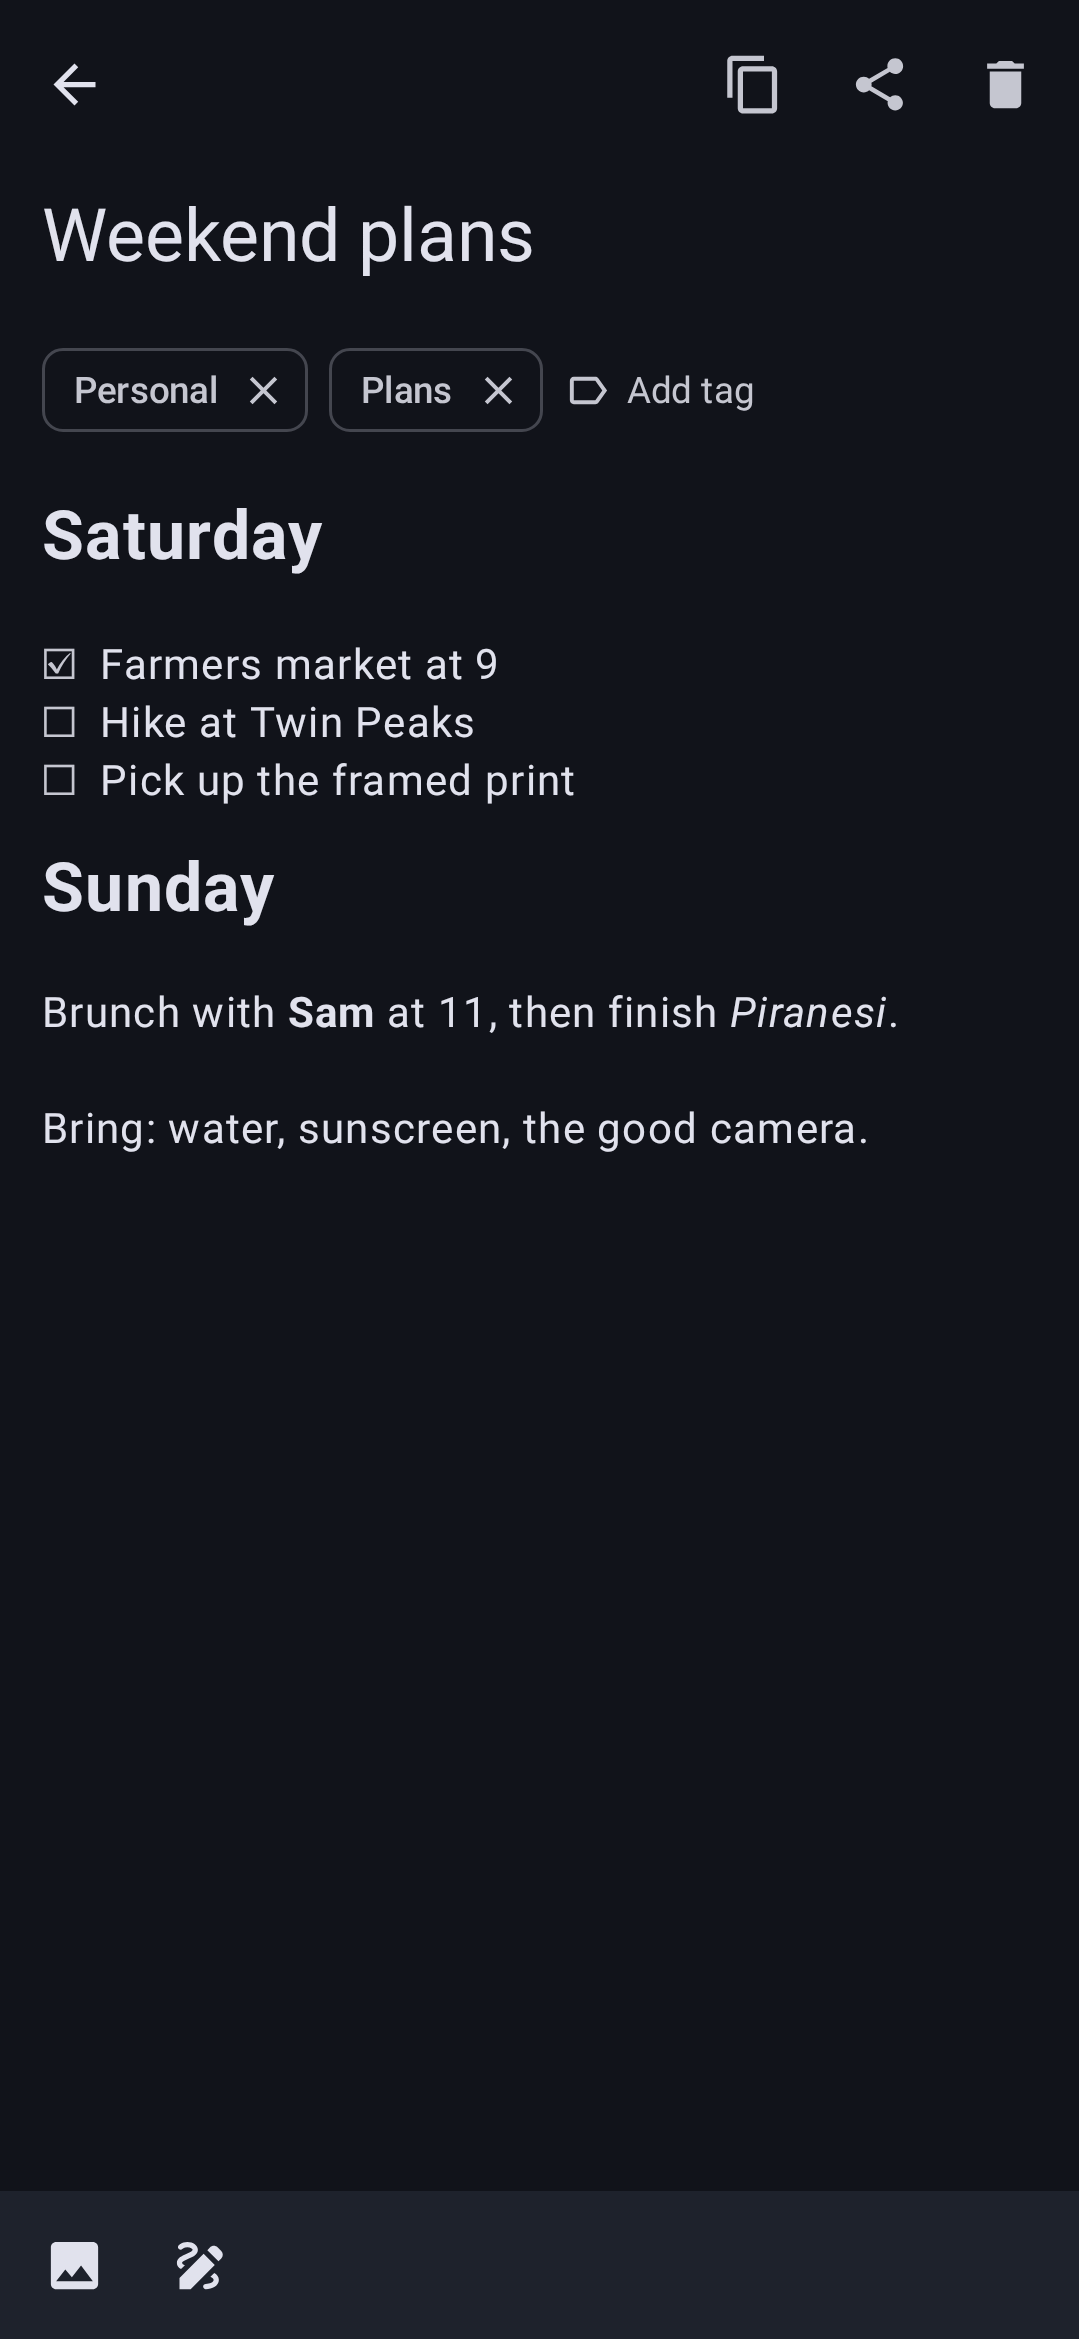 Weekend plans
Personal Plans Add tag
Saturday
☑ Farmers market at 9
☐ Hike at Twin Peaks
☐ Pick up the framed print
Sunday
Brunch with Sam at 11, then finish Piranesi.
Bring: water, sunscreen, the good camera.